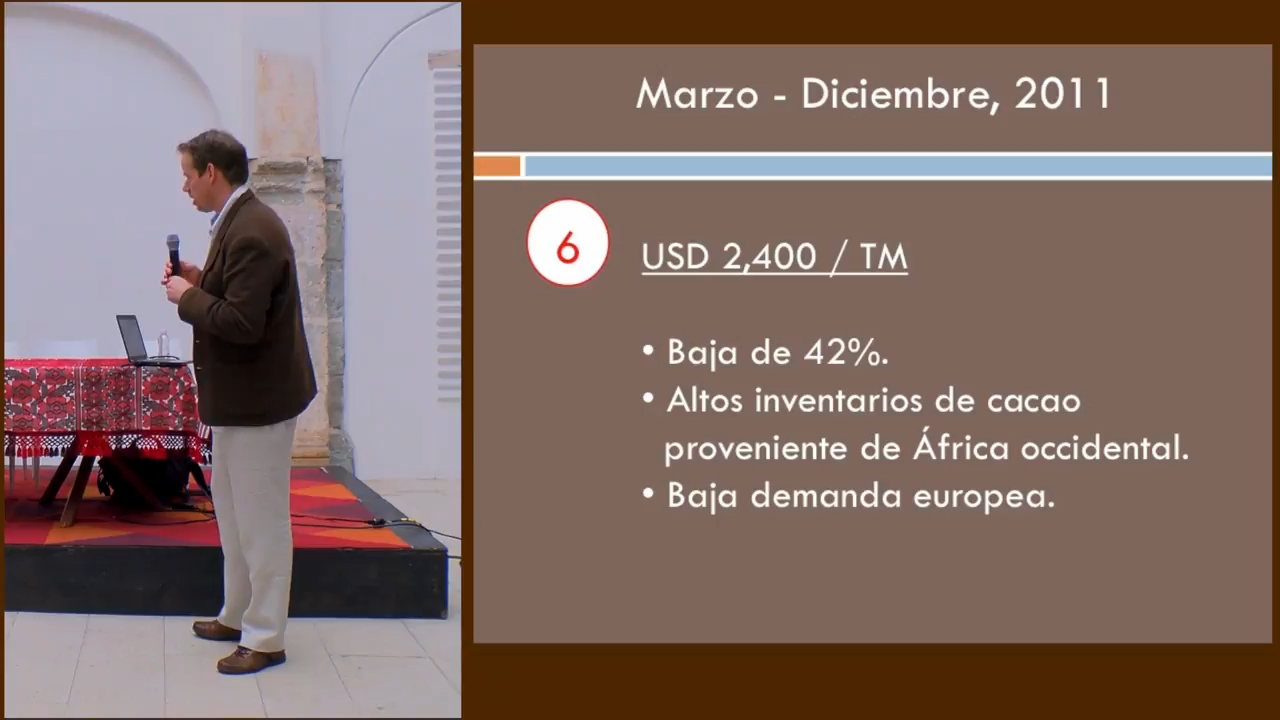 Marzo - Diciembre, 2011
6
USD 2,400 / TM
• Baja de 42%.
• Altos inventarios de cacao
proveniente de África occidental.
• Baja demanda europea.